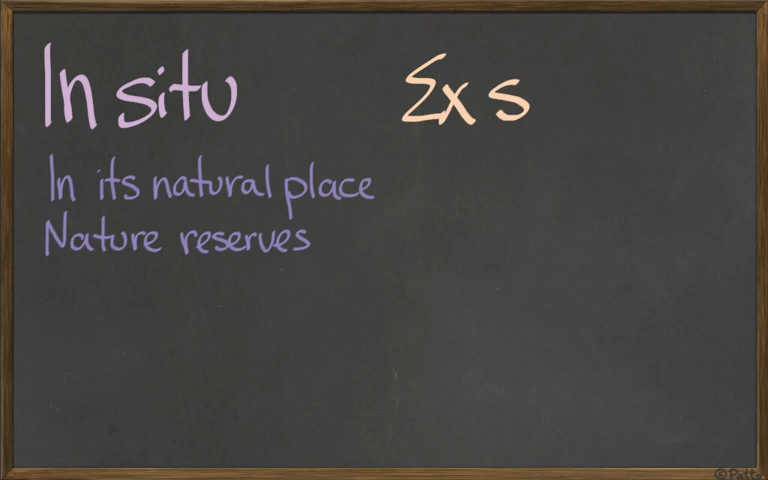 In situ
Ex s
In its natural place
Nature reserves